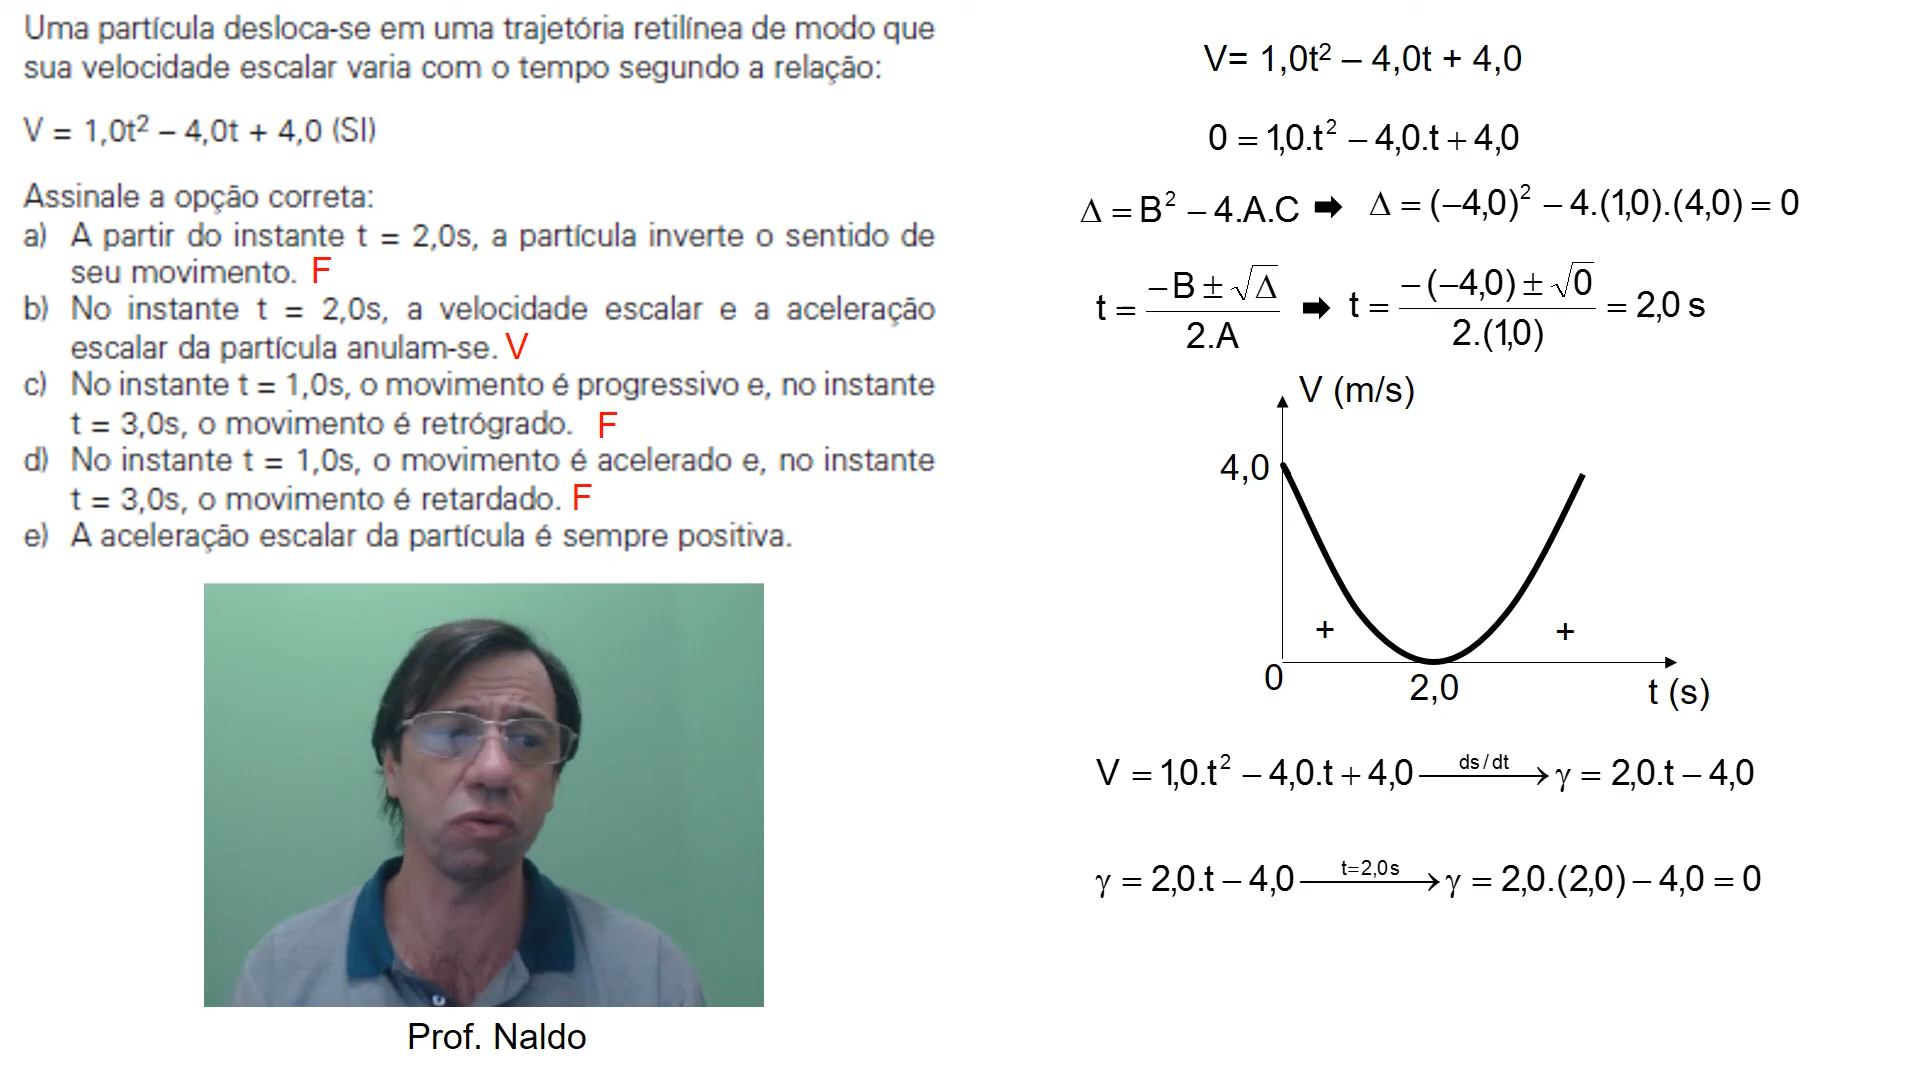 Uma partícula desloca-se em uma trajetória retilínea de modo que
sua velocidade escalar varia com o tempo segundo a relação:
V = 1,0t² – 4,0t + 4,0 (SI)
Assinale a opção correta:
a) A partir do instante t = 2,0s, a partícula inverte o sentido de
seu movimento. F
b) No instante t = 2,0s, a velocidade escalar e a aceleração
escalar da partícula anulam-se. V
c) No instante t = 1,0s, o movimento é progressivo e, no instante
t = 3,0s, o movimento é retrógrado. F
d) No instante t = 1,0s, o movimento é acelerado e, no instante
t = 3,0s, o movimento é retardado. F
e) A aceleração escalar da partícula é sempre positiva.
Prof. Naldo
V= 1,0t² – 4,0t + 4,0
0 = 1,0.t² − 4,0.t + 4,0
Δ = B² − 4.A.C ➡ Δ = (−4,0)² − 4.(1,0).(4,0) = 0
t = (−B ± √Δ) / 2.A ➡ t = (−(−4,0) ± √0) / 2.(1,0) = 2,0 s
V (m/s)
4,0
+ +
0
2,0
t (s)
V = 1,0.t² − 4,0.t + 4,0 ds/dt → γ = 2,0.t − 4,0
γ = 2,0.t − 4,0 t=2,0s → γ = 2,0.(2,0) − 4,0 = 0